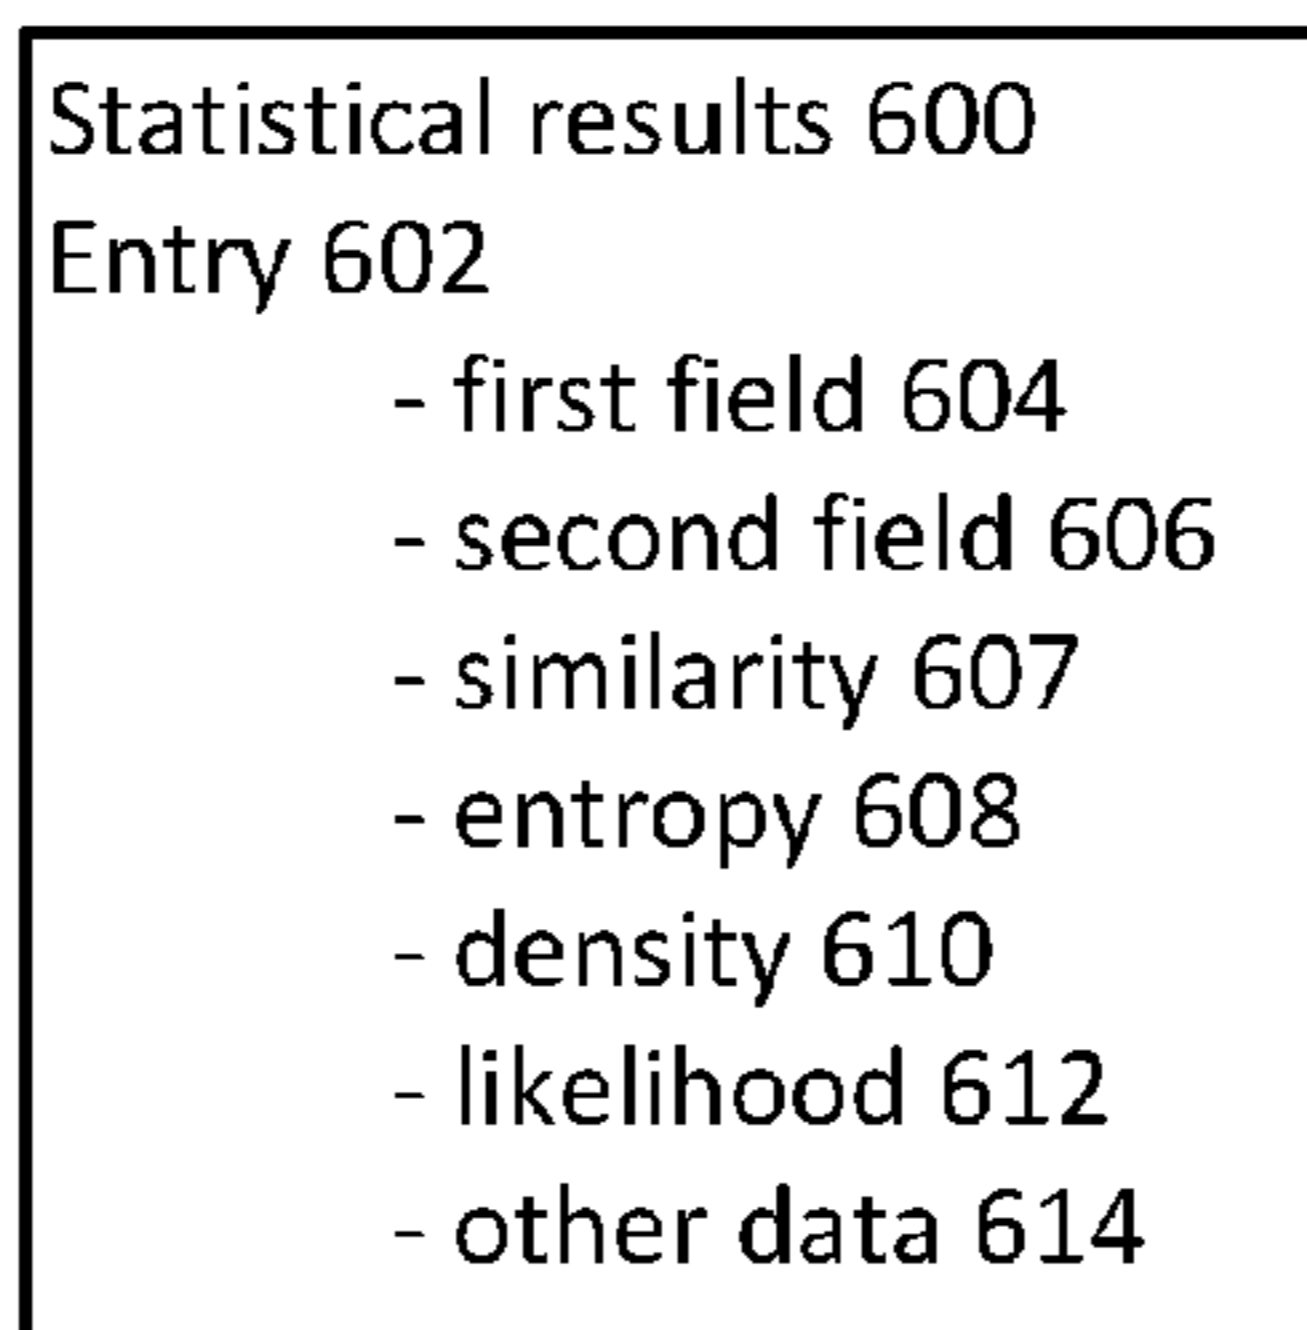 Statistical results 600
Entry 602
- first field 604
- second field 606
- similarity 607
- entropy 608
- density 610
- likelihood 612
- other data 614